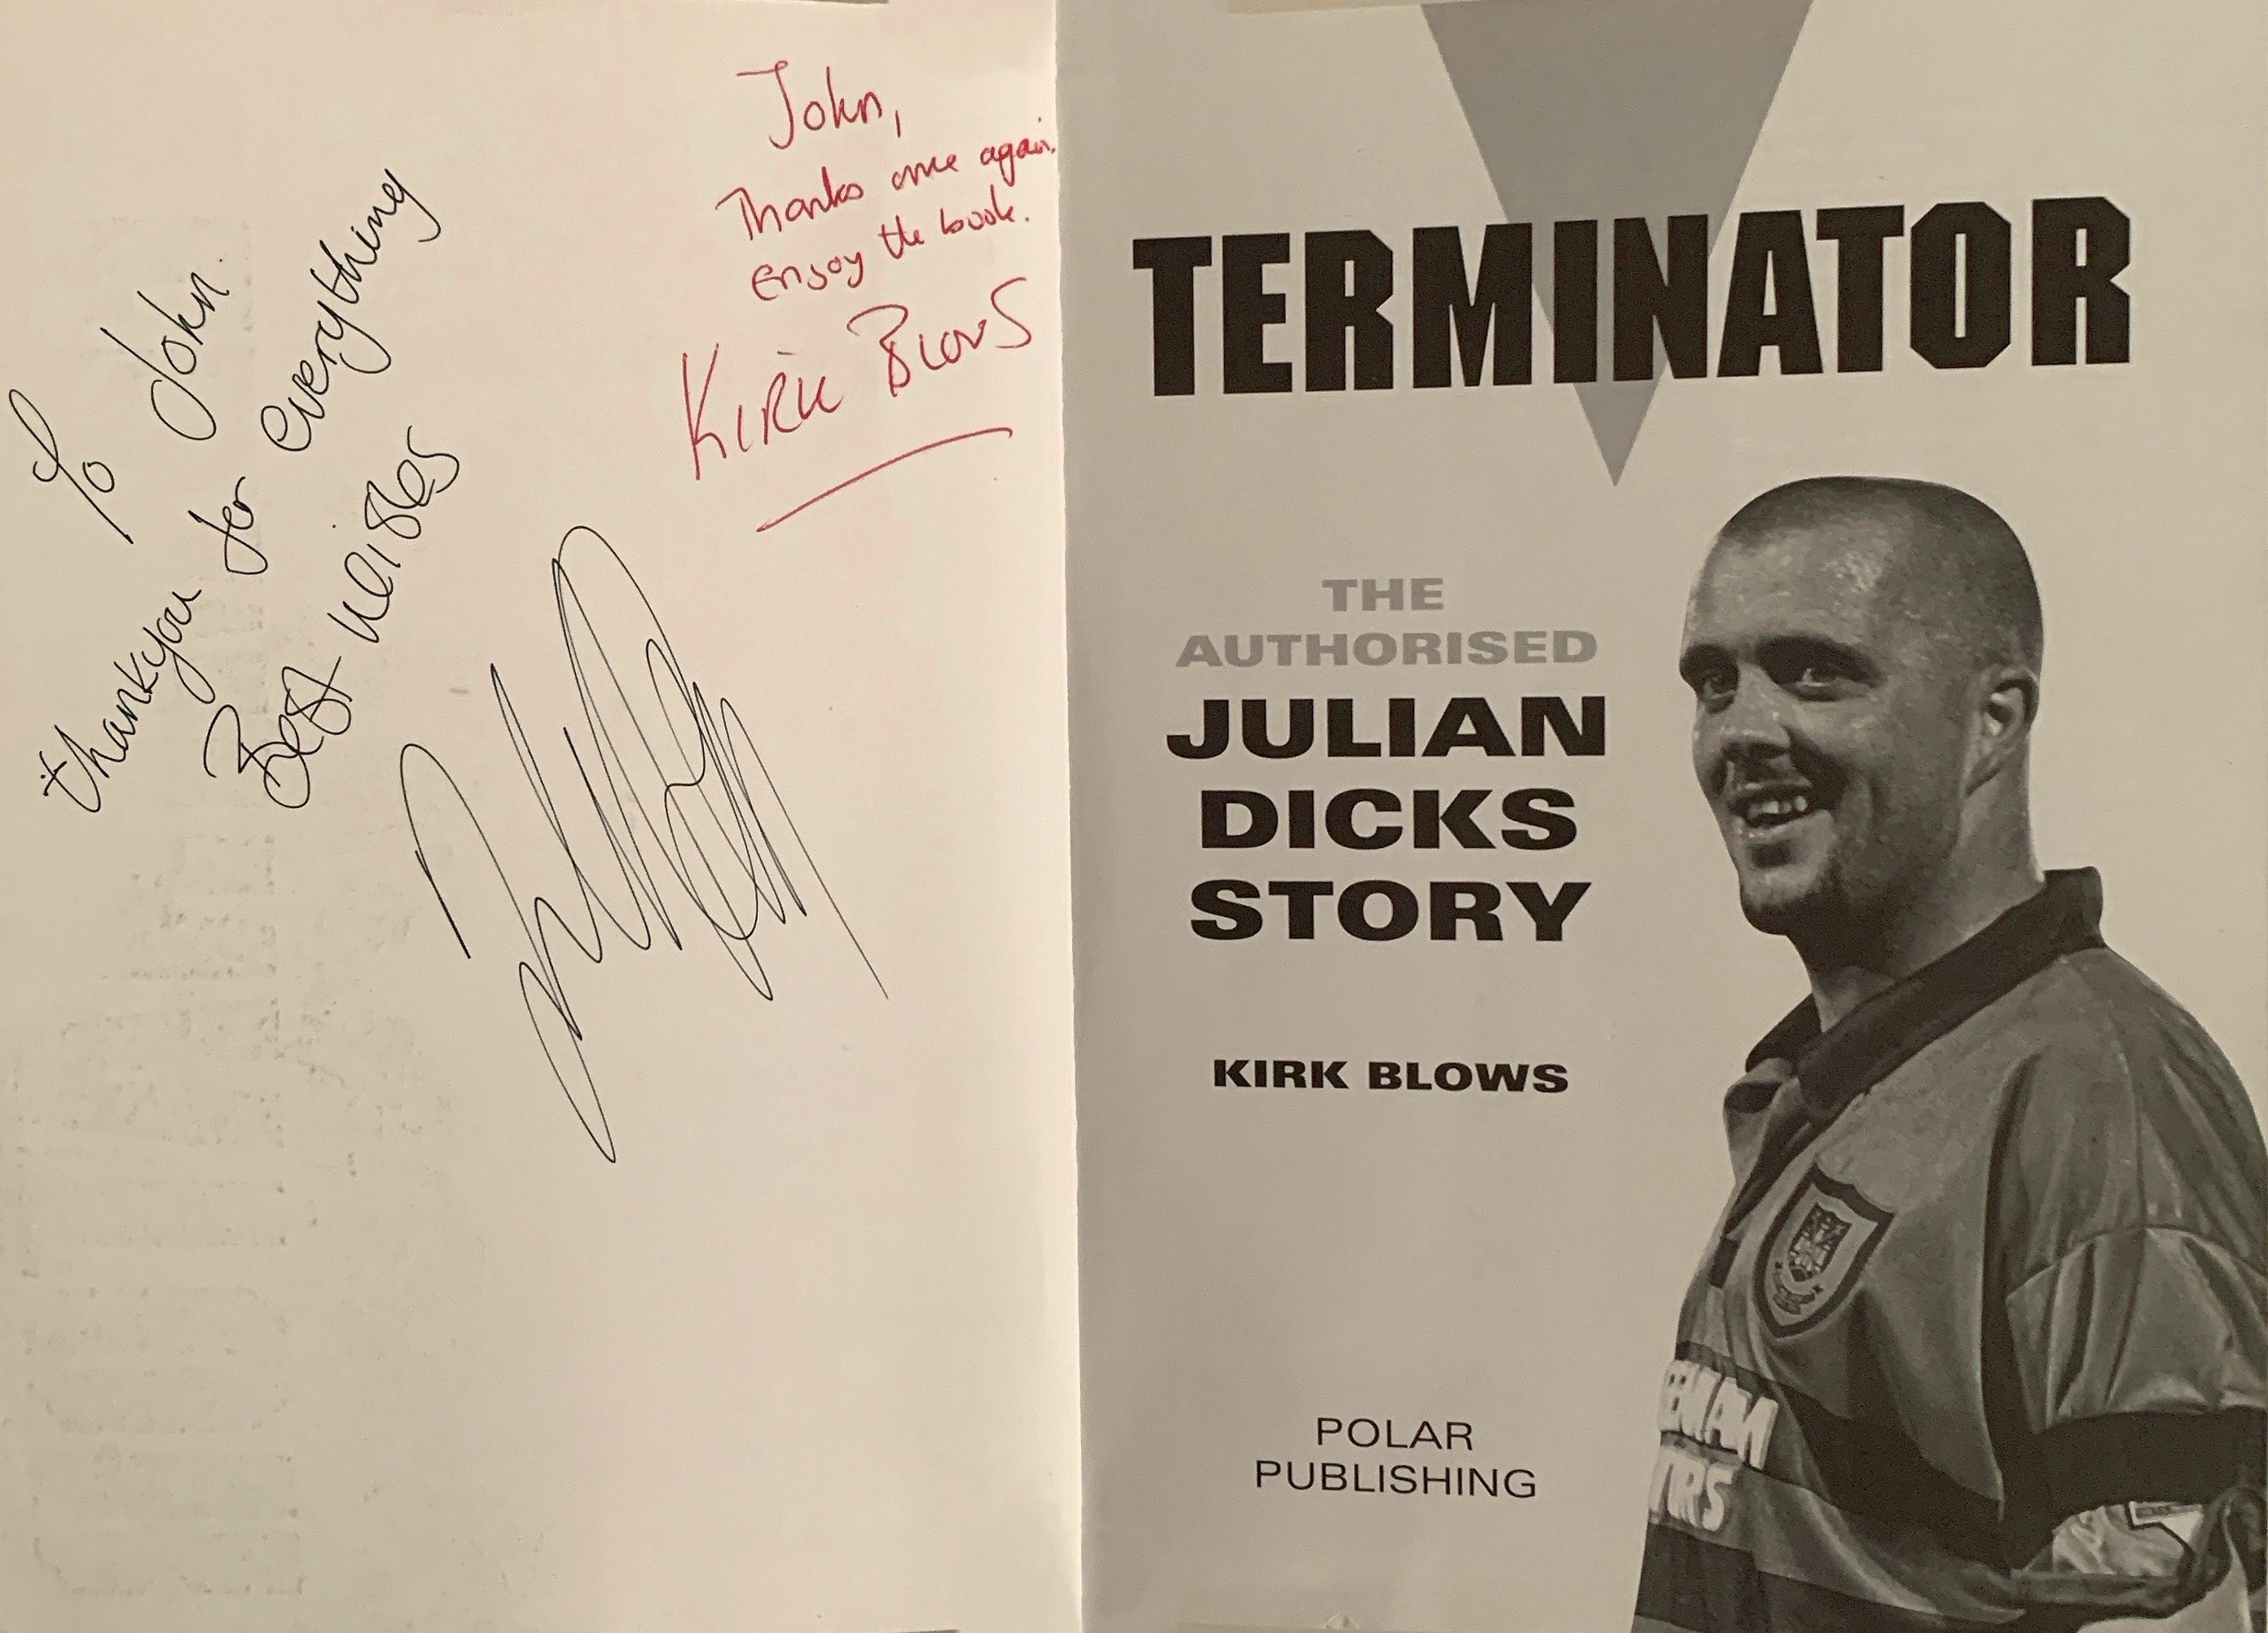 To John.
thankyou for everything
Best wishes
John,
Thanks once again,
enjoy the book.
KIRK BLOWS
TERMINATOR
THE
AUTHORISED
JULIAN
DICKS
STORY
KIRK BLOWS
POLAR
PUBLISHING